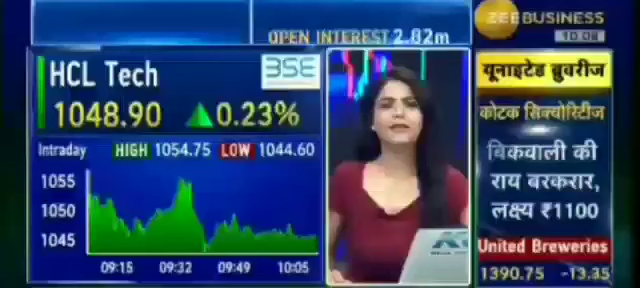 OPEN INTEREST 2.82m
ZEE BUSINESS
10:08
HCL Tech
BSE
1048.90 ▲0.23%
Intraday HIGH 1054.75 LOW 1044.60
1055
1050
1045
09:15 09:32 09:49 10:05
यूनाइटेड ब्रुवरीज
कोटक सिक्योरिटीज
बिकवाली की
राय बरकरार,
लक्ष्य ₹1100
United Breweries
1390.75 -13.35